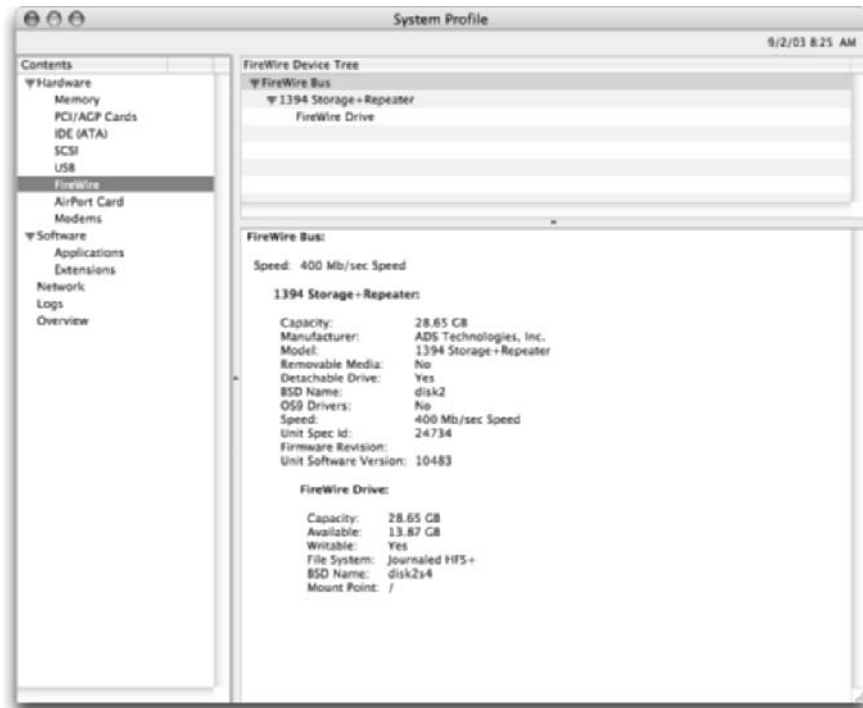 System Profile
9/2/03 8:25 AM
Contents
Hardware
Memory
PCI/AGP Cards
IDE (ATA)
SCSI
USB
FireWire
AirPort Card
Modems
Software
Applications
Extensions
Network
Logs
Overview
FireWire Device Tree
FireWire Bus
1394 Storage+Repeater
FireWire Drive
FireWire Bus:
Speed: 400 Mb/sec Speed
1394 Storage+Repeater:
Capacity: 28.65 GB
Manufacturer: ADS Technologies, Inc.
Model: 1394 Storage+Repeater
Removable Media: No
Detachable Drive: Yes
BSD Name: disk2
OS9 Drivers: No
Speed: 400 Mb/sec Speed
Unit Spec Id: 24734
Firmware Revision:
Unit Software Version: 10483
FireWire Drive:
Capacity: 28.65 GB
Available: 13.87 GB
Writable: Yes
File System: Journaled HFS+
BSD Name: disk2s4
Mount Point: /